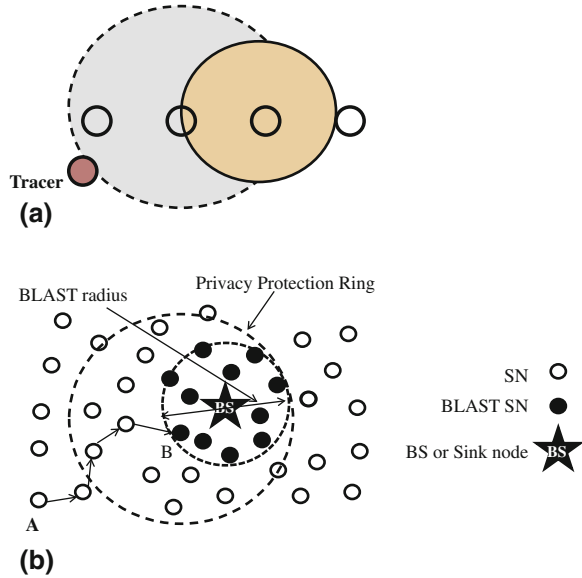 Tracer
(a)
Privacy Protection Ring
BLAST radius
SN
BLAST SN
BS
BS or Sink node
BS
B
A
(b)